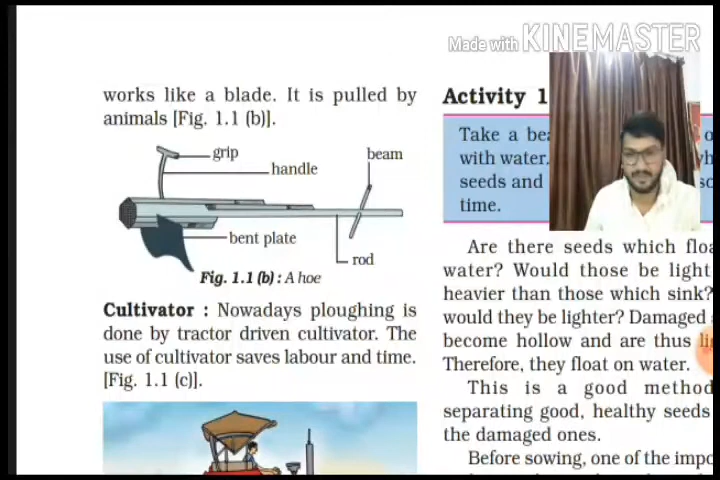 Made with KINEMASTER
works like a blade. It is pulled by
animals [Fig. 1.1 (b)].
grip
handle
beam
bent plate
rod
Fig. 1.1 (b) : A hoe
Cultivator : Nowadays ploughing is
done by tractor driven cultivator. The
use of cultivator saves labour and time.
[Fig. 1.1 (c)].
Activity 1
Take a
with water.
seeds and
time.
Are there seeds which
water? Would those be light
heavier than those which sink?
would they be lighter? Damaged
become hollow and are thus
Therefore, they float on water.
This is a good method
separating good, healthy seeds
the damaged ones.
Before sowing, one of the